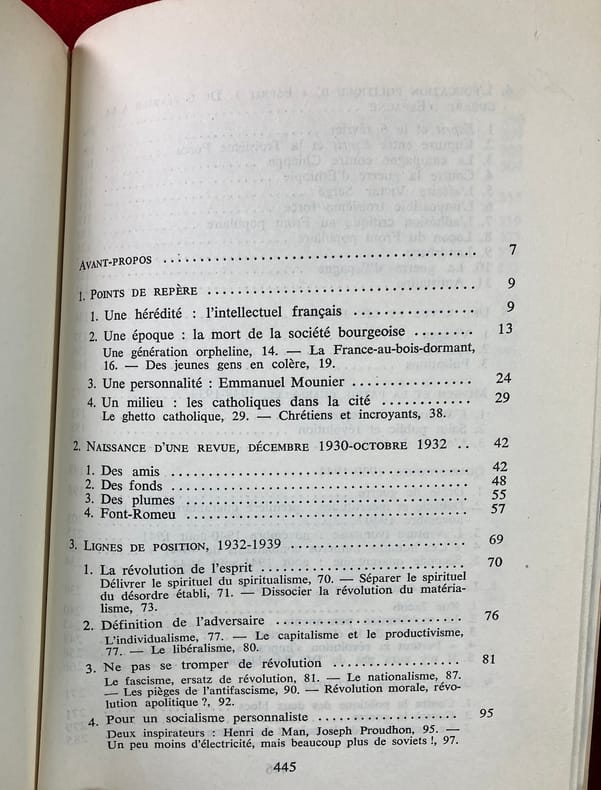 AVANT-PROPOS ........................................ 7
1. POINTS DE REPÈRE ................................. 9
1. Une hérédité : l'intellectuel français ................ 9
2. Une époque : la mort de la société bourgeoise ........ 13
Une génération orpheline, 14. — La France-au-bois-dormant,
16. — Des jeunes gens en colère, 19.
3. Une personnalité : Emmanuel Mounier ................ 24
4. Un milieu : les catholiques dans la cité ............. 29
Le ghetto catholique, 29. — Chrétiens et incroyants, 38.
2. NAISSANCE D'UNE REVUE, DÉCEMBRE 1930-OCTOBRE 1932 .. 42
1. Des amis ....................................... 42
2. Des fonds ...................................... 48
3. Des plumes ..................................... 55
4. Font-Romeu ..................................... 57
3. LIGNES DE POSITION, 1932-1939 ........................ 69
1. La révolution de l'esprit ............................ 70
Délivrer le spirituel du spiritualisme, 70. — Séparer le spirituel
du désordre établi, 71. — Dissocier la révolution du matéria-
lisme, 73.
2. Définition de l'adversaire .......................... 76
L'individualisme, 77. — Le capitalisme et le productivisme,
77. — Le libéralisme, 80.
3. Ne pas se tromper de révolution .................. 81
Le fascisme, ersatz de révolution, 81. — Le nationalisme, 87.
— Les pièges de l'antifascisme, 90. — Révolution morale, révo-
lution apolitique ?, 92.
4. Pour un socialisme personnaliste .................... 95
Deux inspirateurs : Henri de Man, Joseph Proudhon, 95. —
Un peu moins d'électricité, mais beaucoup plus de soviets !, 97.
445